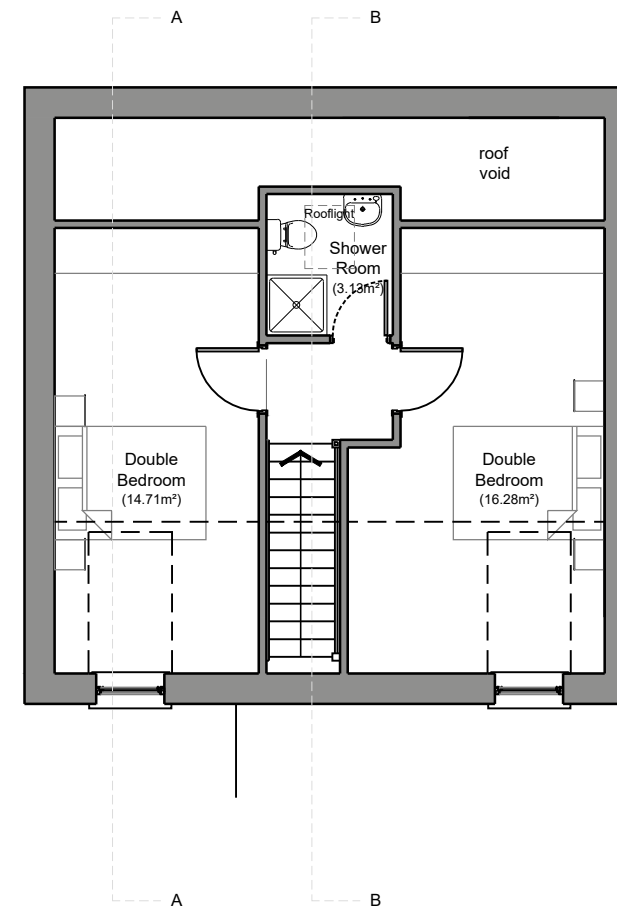 A
B
roof
void
Rooflight
Shower
Room
(3.13m²)
Double
Bedroom
(14.71m²)
Double
Bedroom
(16.28m²)
A
B